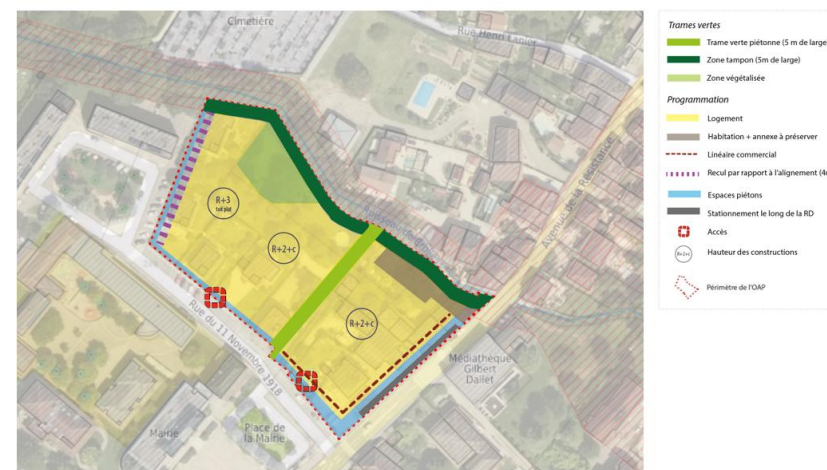 Cimetière
Rue Henri Lanier
Avenue de la Résistance
R+3
toit plat
R+2+c
R+2+c
Rue du 11 Novembre 1918
Médiathèque
Gilbert
Dallet
Mairie
Place de
la Mairie
Trames vertes
Trame verte piétonne (5 m de large
Zone tampon (5m de large)
Zone végétalisée
Programmation
Logement
Habitation + annexe à préserver
Linéaire commercial
Recul par rapport à l'alignement (4
Espaces piétons
Stationnement le long de la RD
Accès
R+2+c
Hauteur des constructions
Périmètre de l'OAP